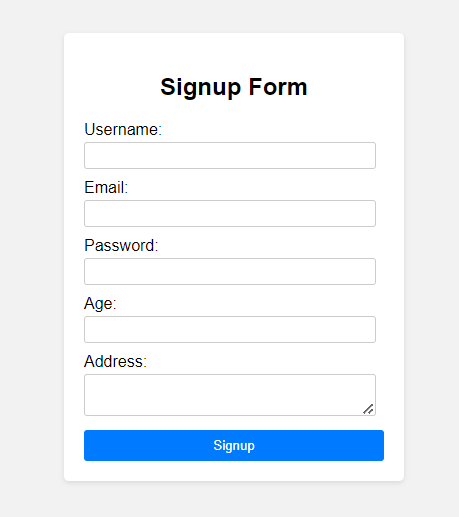 Signup Form
Username:
Email:
Password:
Age:
Address:
Signup